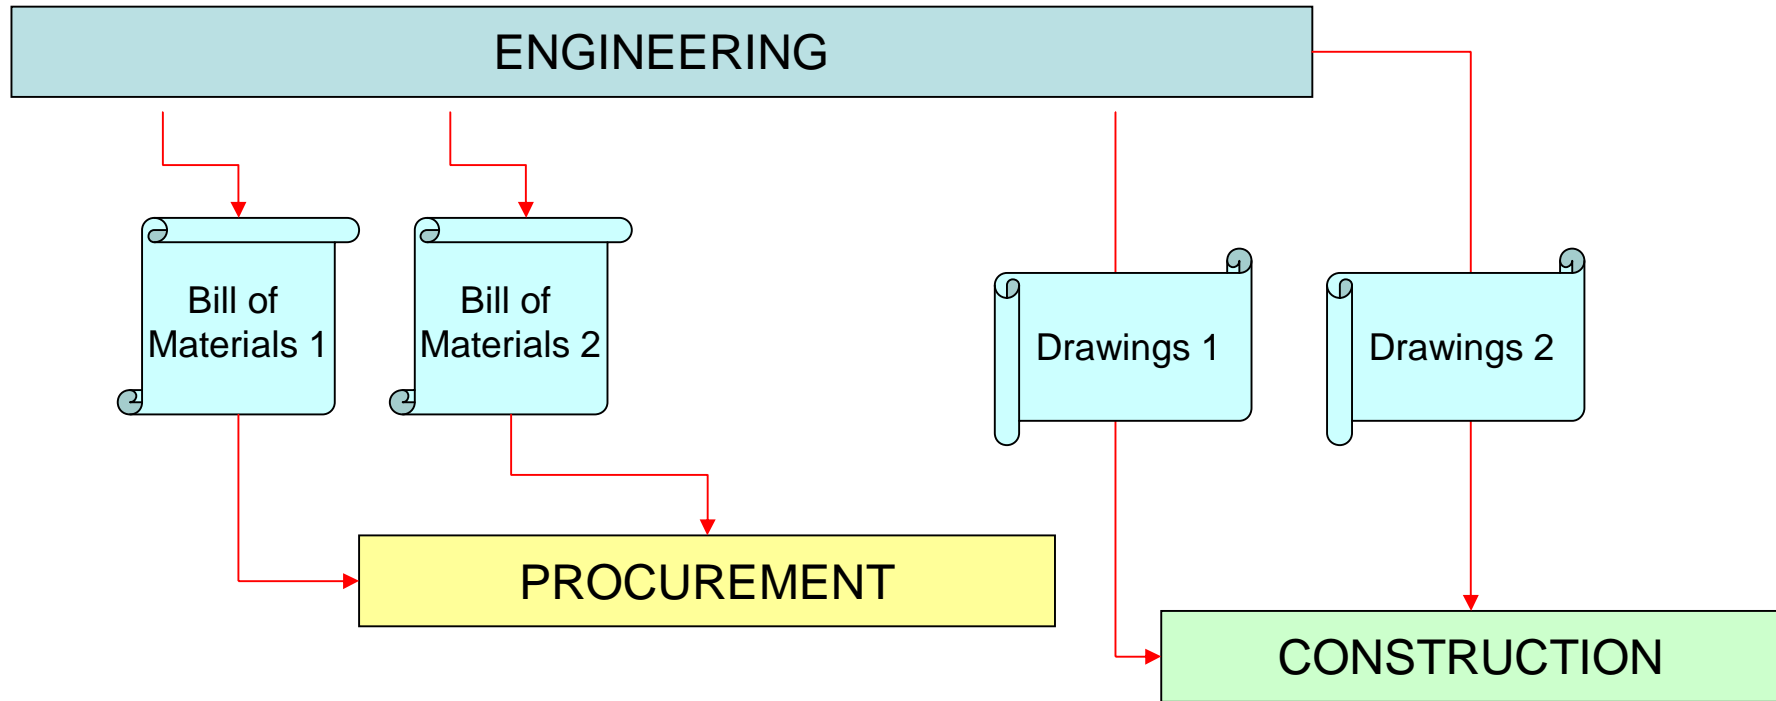 ENGINEERING
Bill of
Materials 1
Bill of
Materials 2
Drawings 1
Drawings 2
PROCUREMENT
CONSTRUCTION